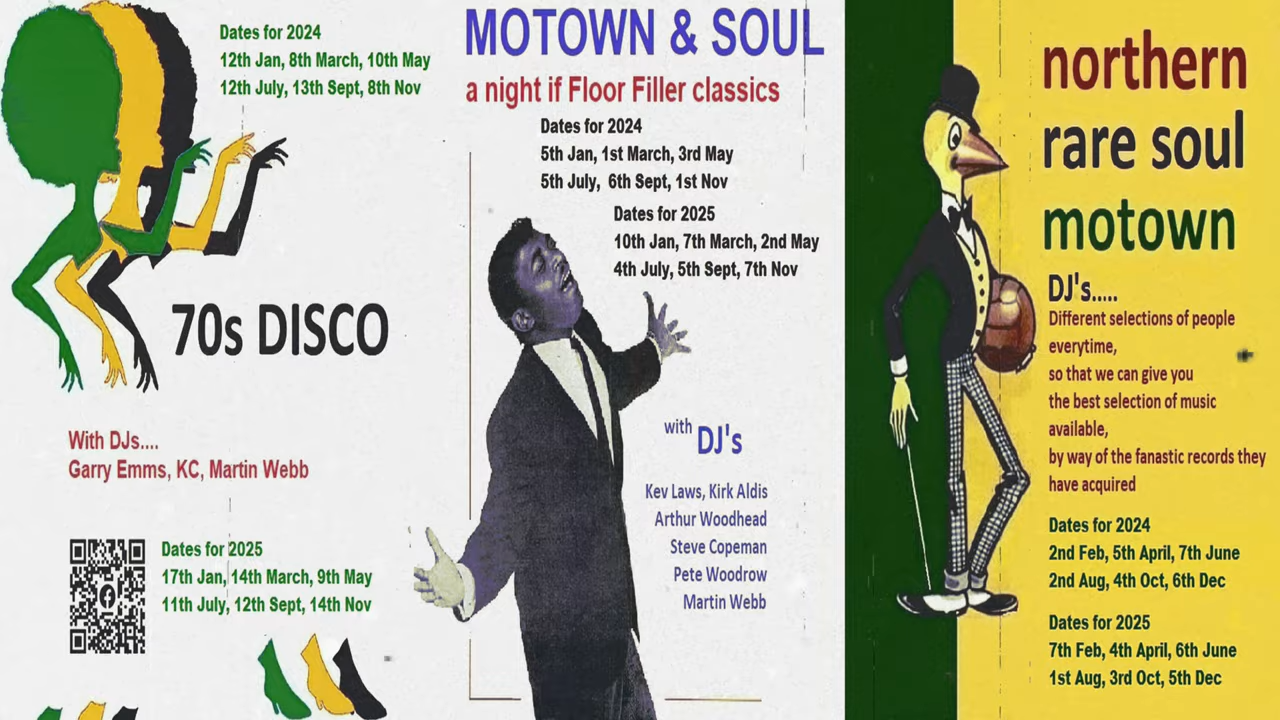 Dates for 2024
12th Jan, 8th March, 10th May
12th July, 13th Sept, 8th Nov
70s DISCO
With DJs....
Garry Emms, KC, Martin Webb
Dates for 2025
17th Jan, 14th March, 9th May
11th July, 12th Sept, 14th Nov
MOTOWN & SOUL
a night if Floor Filler classics
Dates for 2024
5th Jan, 1st March, 3rd May
5th July, 6th Sept, 1st Nov
Dates for 2025
10th Jan, 7th March, 2nd May
4th July, 5th Sept, 7th Nov
with DJ's
Kev Laws, Kirk Aldis
Arthur Woodhead
Steve Copeman
Pete Woodrow
Martin Webb
northern
rare soul
motown
DJ's.....
Different selections of people
everytime,
so that we can give you
the best selection of music
available,
by way of the fanastic records they
have acquired
Dates for 2024
2nd Feb, 5th April, 7th June
2nd Aug, 4th Oct, 6th Dec
Dates for 2025
7th Feb, 4th April, 6th June
1st Aug, 3rd Oct, 5th Dec